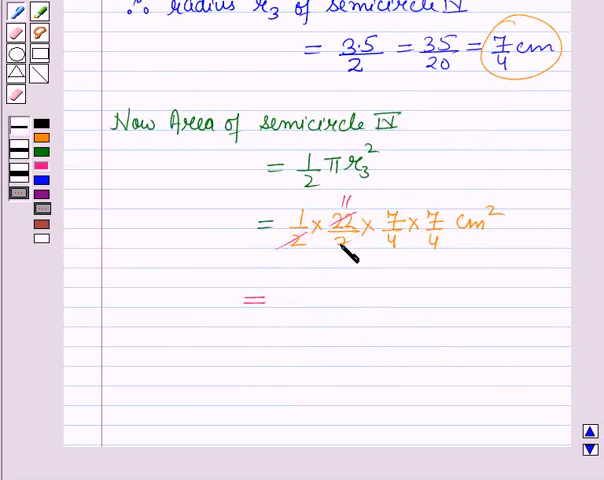 ∴ radius r₃ of semicircle IV
= 3.5/2 = 35/20 = 7/4 cm
Now Area of semicircle IV
= 1/2 π r₃²
11
= 1/2 × 22/7 × 7/4 × 7/4 cm²
=